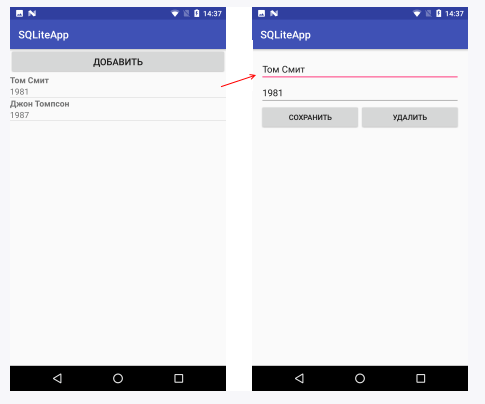 14:37
SQLiteApp
ДОБАВИТЬ
Том Смит
1981
Джон Томпсон
1987
14:37
SQLiteApp
Том Смит
1981
СОХРАНИТЬ
УДАЛИТЬ